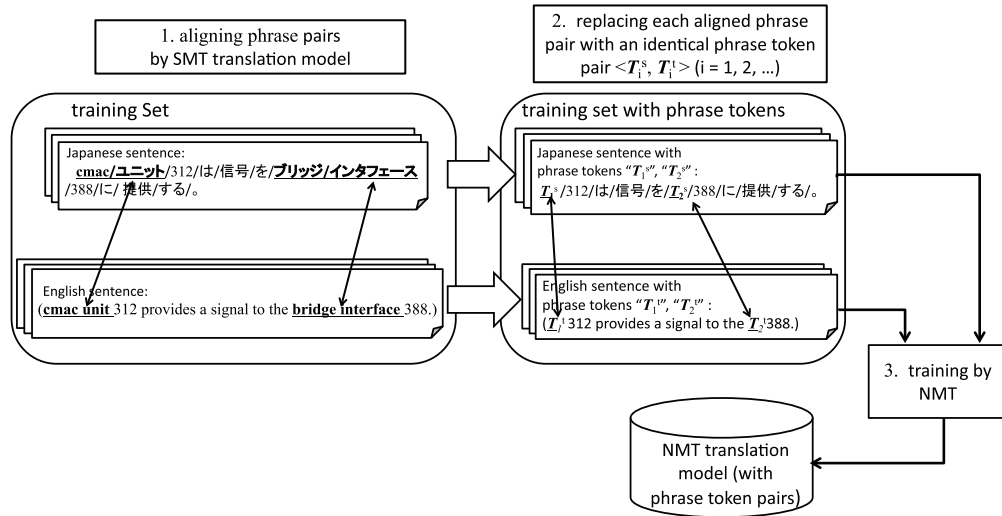 1. aligning phrase pairs
by SMT translation model
2. replacing each aligned phrase
pair with an identical phrase token
pair <T_i^s, T_i^t> (i = 1, 2, …)
training Set
Japanese sentence:
cmac/ユニット/312/は/信号/を/ブリッジ/インタフェース
/388/に/ 提供/する/。
English sentence:
(cmac unit 312 provides a signal to the bridge interface 388.)
training set with phrase tokens
Japanese sentence with
phrase tokens “T_1^s”, “T_2^s” :
T_1^s /312/は/信号/を/T_2^s/388/に/提供/する/。
English sentence with
phrase tokens “T_1^t”, “T_2^t” :
(T_1^t 312 provides a signal to the T_2^t 388.)
3. training by
NMT
NMT translation
model (with
phrase token pairs)